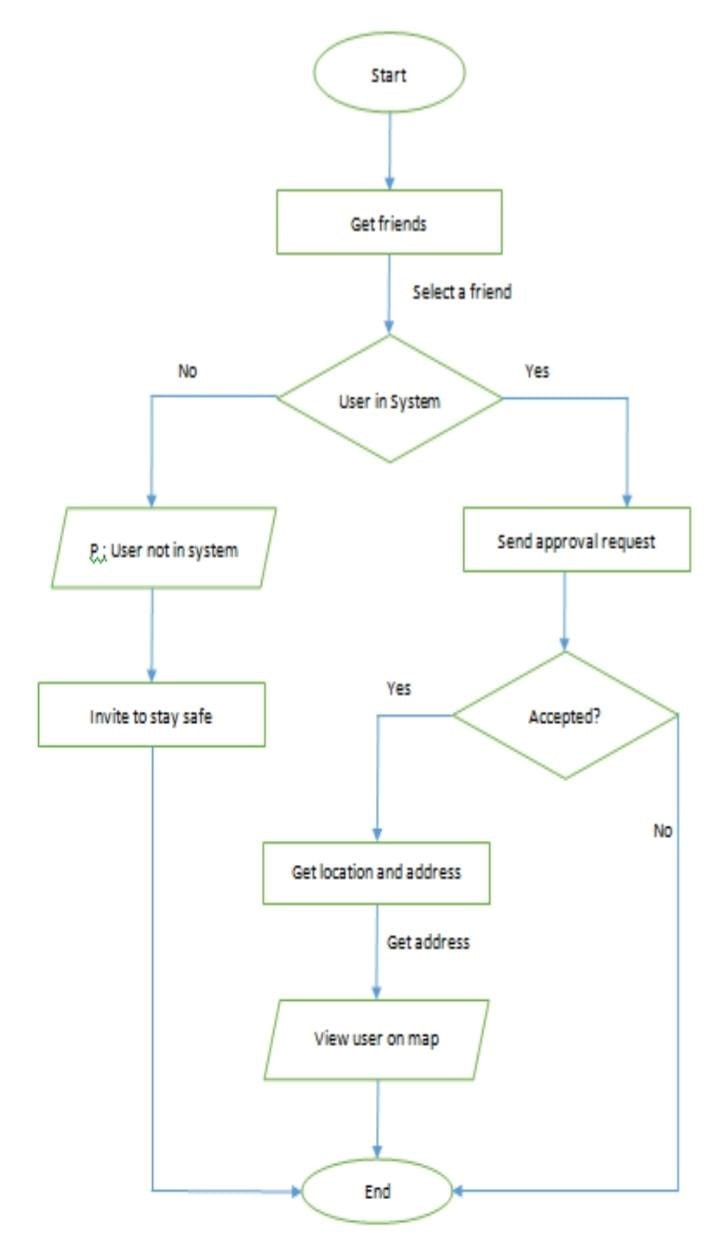 Start
Get friends
Select a friend
No
Yes
User in System
P ; User not in system
Send approval request
Yes
Invite to stay safe
Accepted?
No
Get location and address
Get address
View user on map
End